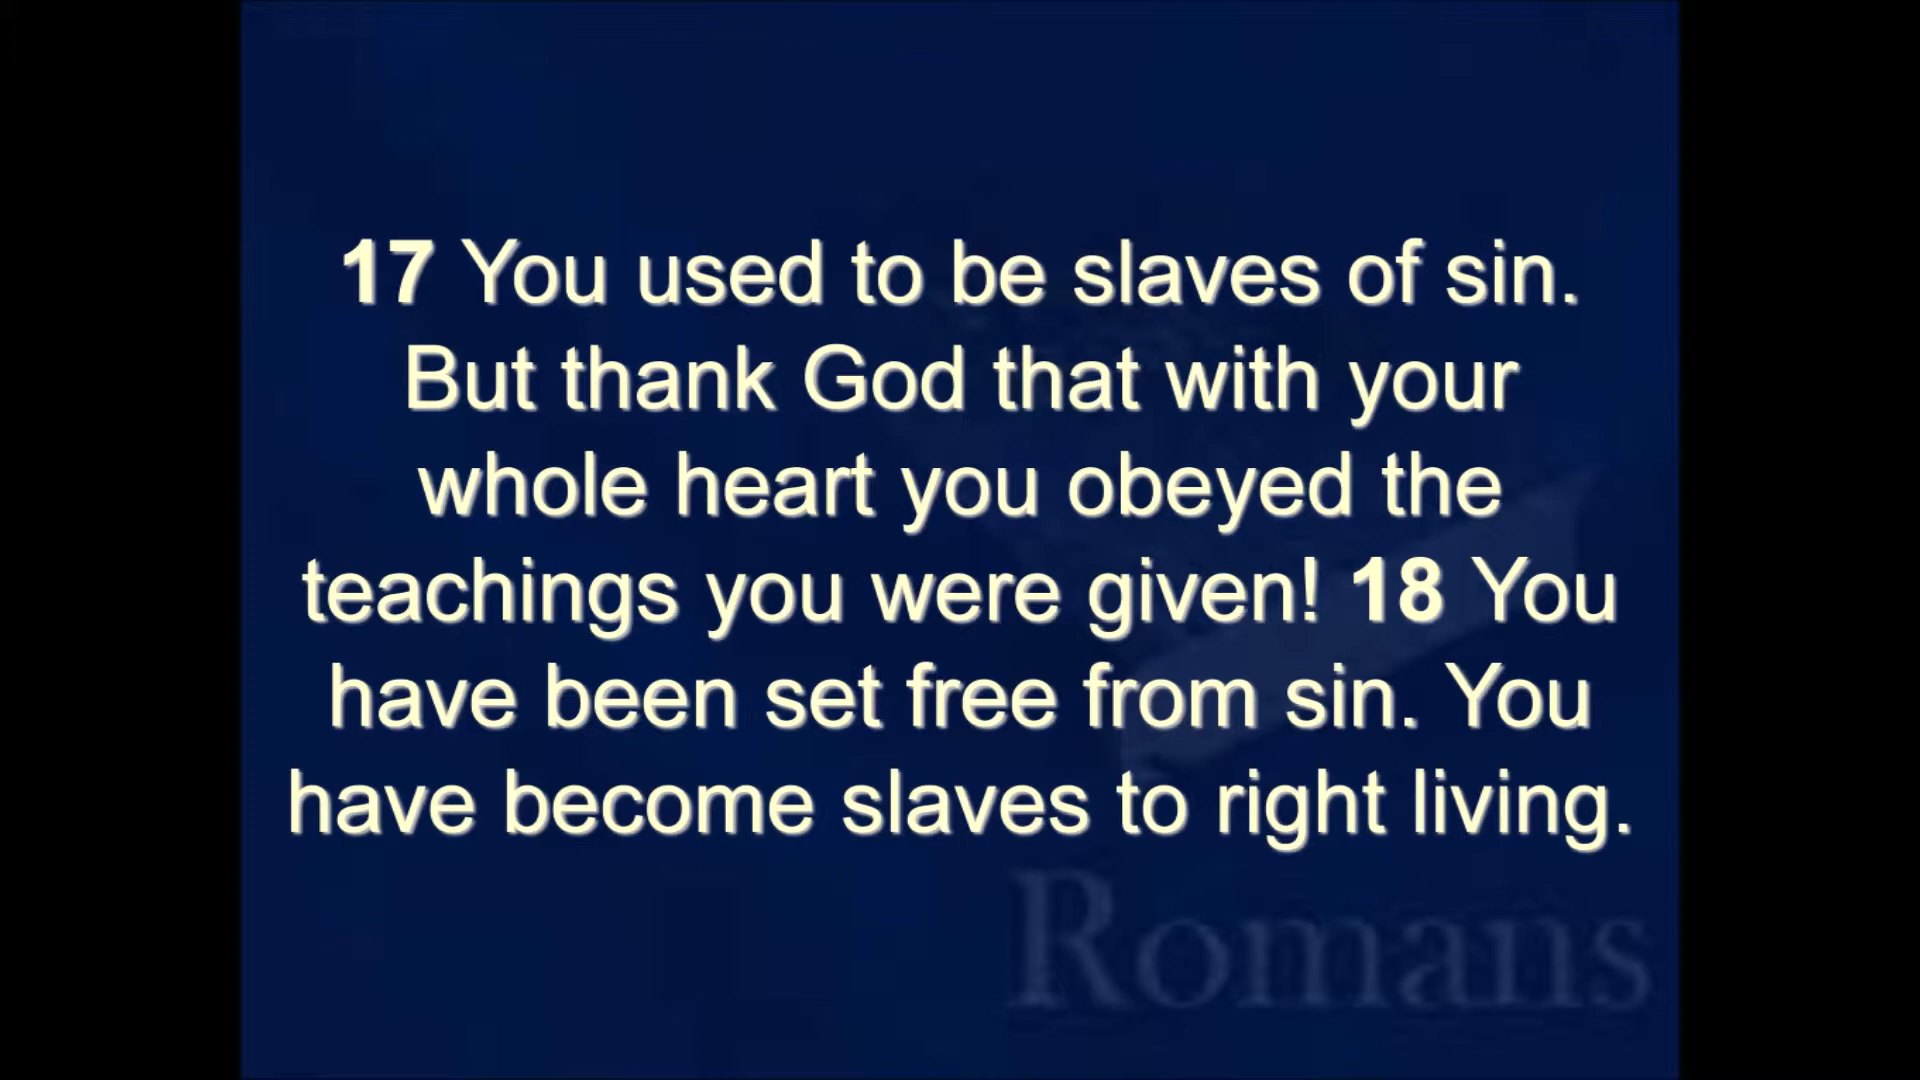 17 You used to be slaves of sin.
But thank God that with your
whole heart you obeyed the
teachings you were given! 18 You
have been set free from sin. You
have become slaves to right living.
Romans